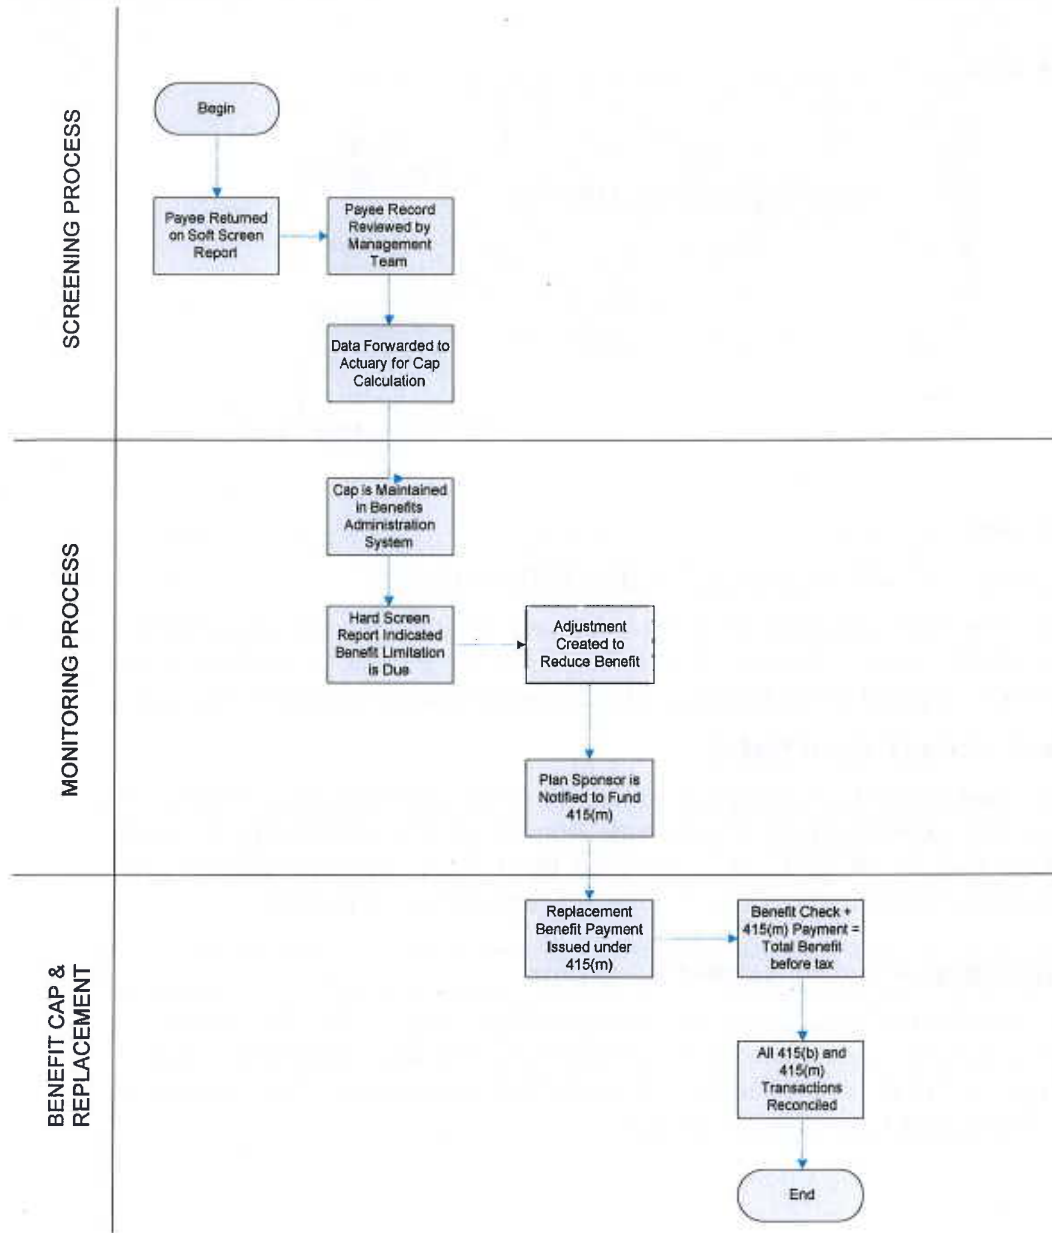 SCREENING PROCESS
Begin
Payee Returned
on Soft Screen
Report
Payee Record
Reviewed by
Management
Team
Data Forwarded to
Actuary for Cap
Calculation
MONITORING PROCESS
Cap is Maintained
in Benefits
Administration
System
Hard Screen
Report Indicated
Benefit Limitation
is Due
Adjustment
Created to
Reduce Benefit
Plan Sponsor is
Notified to Fund
415(m)
BENEFIT CAP &
REPLACEMENT
Replacement
Benefit Payment
Issued under
415(m)
Benefit Check +
415(m) Payment =
Total Benefit
before tax
All 415(b) and
415(m)
Transactions
Reconciled
End